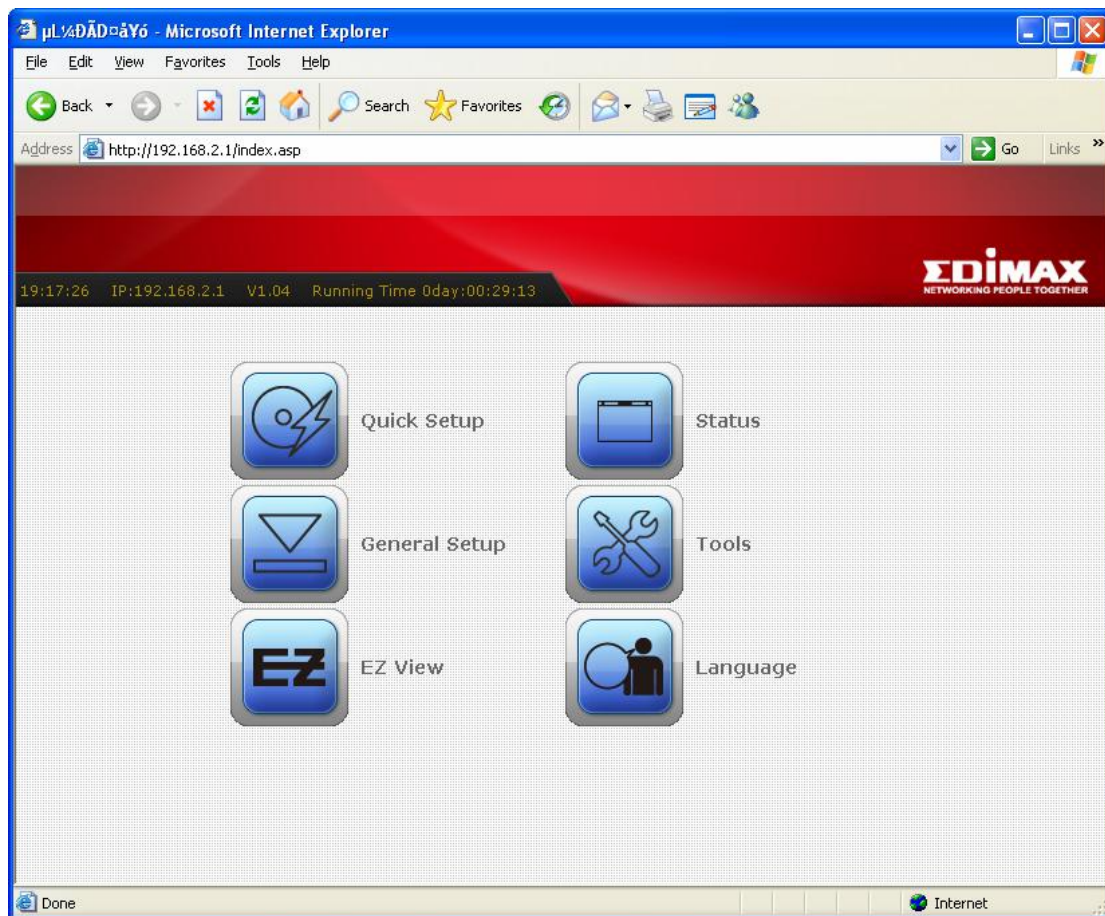 µL¼ÐÃD¤åYó - Microsoft Internet Explorer
File Edit View Favorites Tools Help
Back Search Favorites
Address http://192.168.2.1/index.asp Go Links »
EDIMAX
NETWORKING PEOPLE TOGETHER
19:17:26 IP:192.168.2.1 V1.04 Running Time 0day:00:29:13
Quick Setup Status
General Setup Tools
EZ EZ View Language
Done Internet